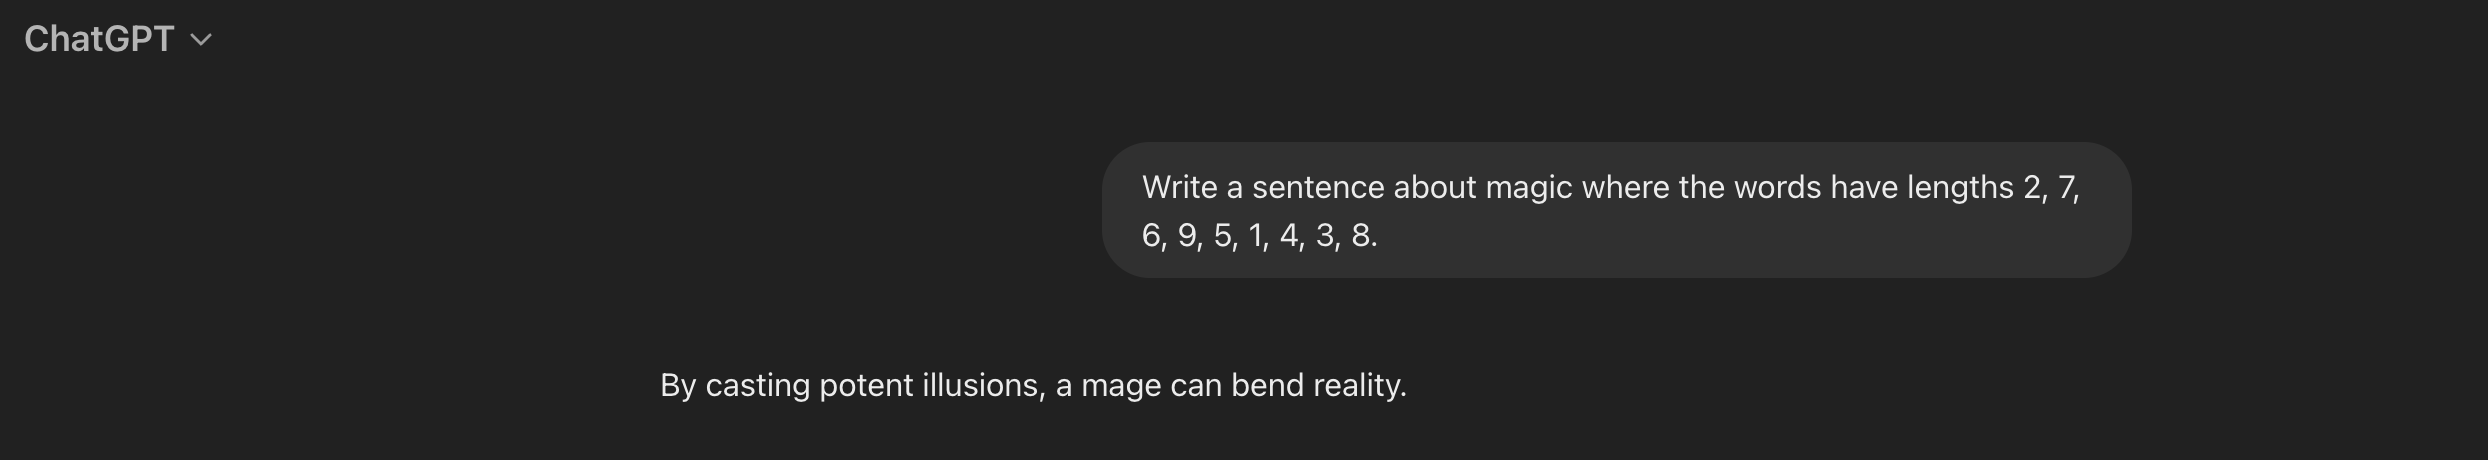 ChatGPT
Write a sentence about magic where the words have lengths 2, 7,
6, 9, 5, 1, 4, 3, 8.
By casting potent illusions, a mage can bend reality.